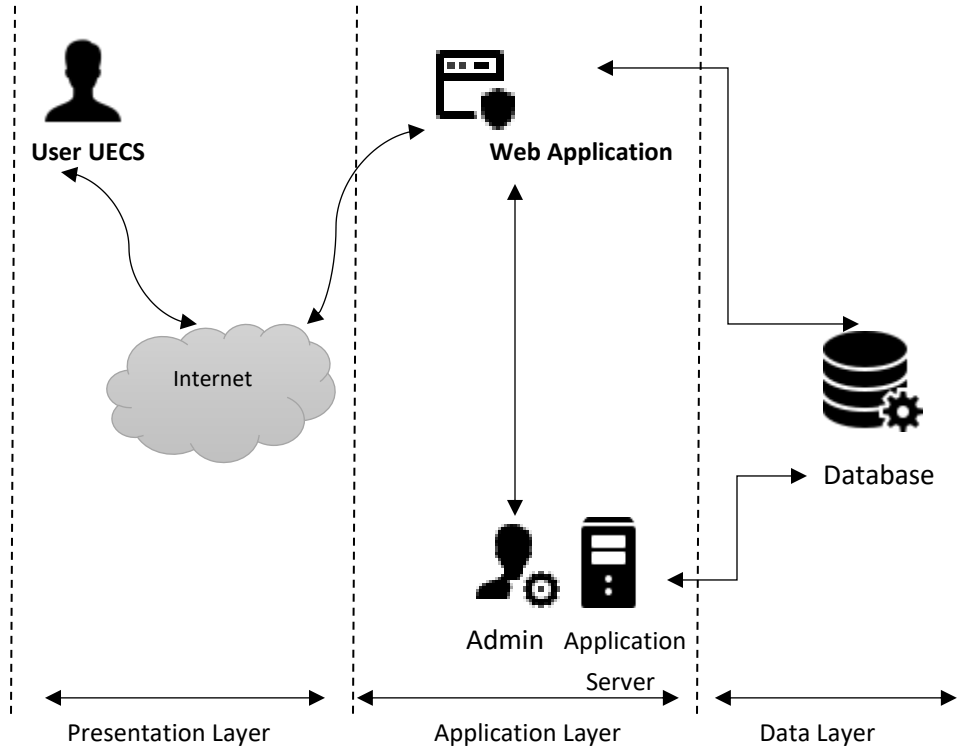 User UECS
Web Application
Internet
Database
Admin
Application
Server
Presentation Layer
Application Layer
Data Layer